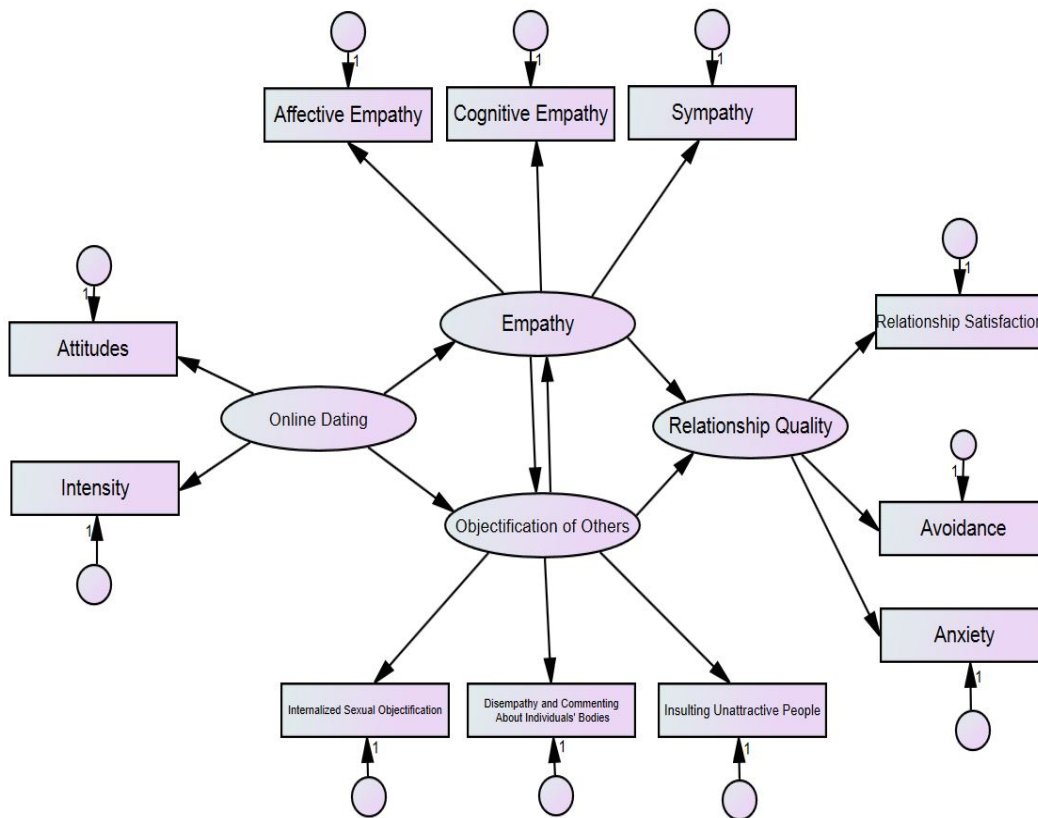 1
1
1
Affective Empathy
Cognitive Empathy
Sympathy
1
1
Attitudes
Empathy
Relationship Satisfaction
Online Dating
Relationship Quality
Intensity
1
1
Objectification of Others
Avoidance
Anxiety
1
Internalized Sexual Objectification
Disempathy and Commenting
About Individuals' Bodies
Insulting Unattractive People
1
1
1